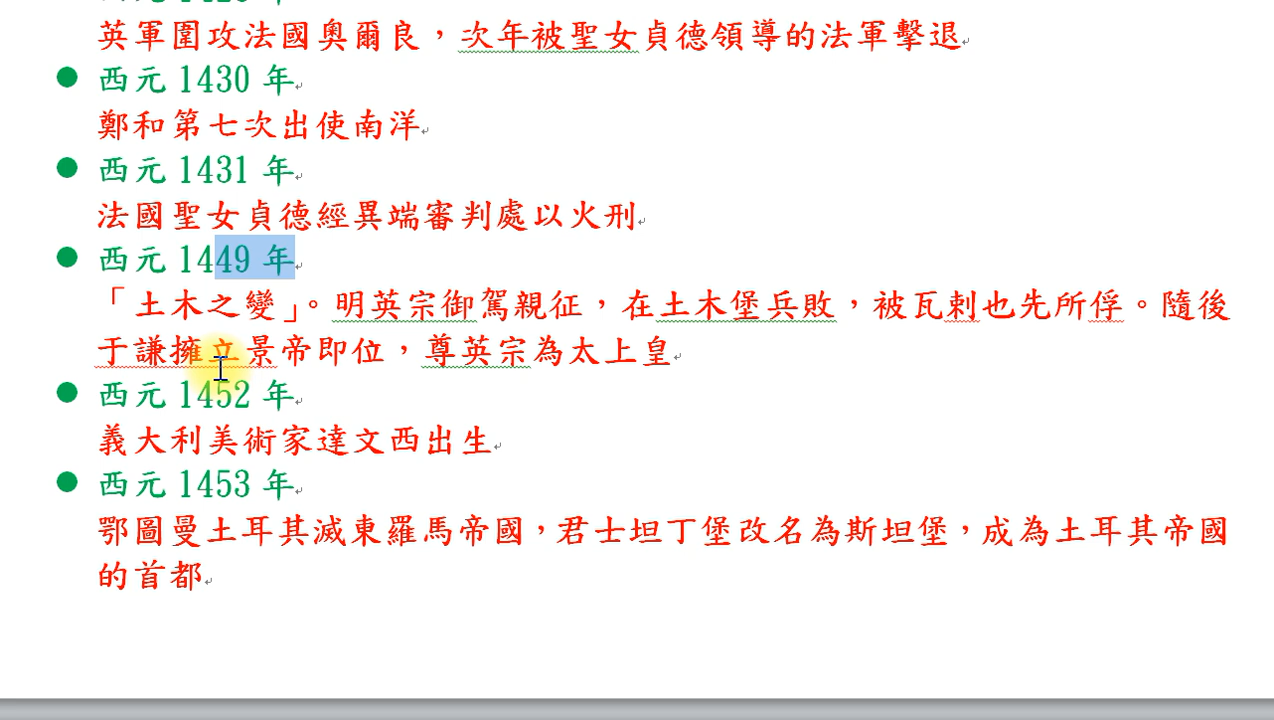 英軍圍攻法國奧爾良，次年被聖女貞德領導的法軍擊退
西元 1430 年
鄭和第七次出使南洋
西元 1431 年
法國聖女貞德經異端審判處以火刑
西元 1449 年
「土木之變」。明英宗御駕親征，在土木堡兵敗，被瓦剌也先所俘。隨後
于謙擁立景帝即位，尊英宗為太上皇
西元 1452 年
義大利美術家達文西出生
西元 1453 年
鄂圖曼土耳其滅東羅馬帝國，君士坦丁堡改名為斯坦堡，成為土耳其帝國
的首都